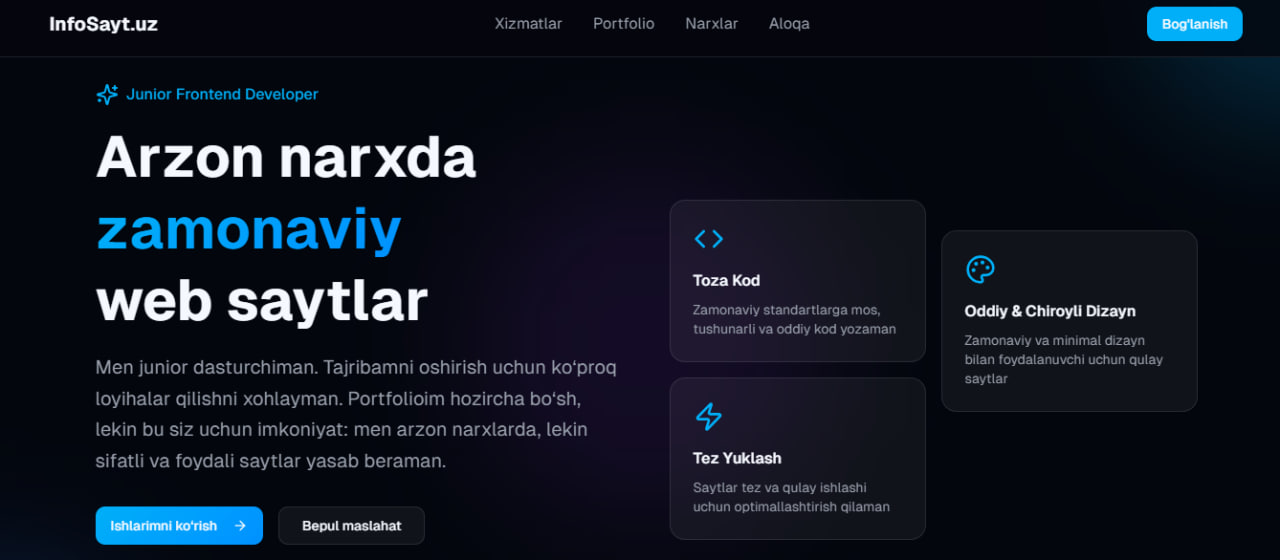 InfoSayt.uz
Xizmatlar
Portfolio
Narxlar
Aloqa
Bog'lanish
Junior Frontend Developer
Arzon narxda
zamonaviy
web saytlar
Men junior dasturchiman. Tajribamni oshirish uchun ko‘proq
loyihalar qilishni xohlayman. Portfolioim hozircha bo‘sh,
lekin bu siz uchun imkoniyat: men arzon narxlarda, lekin
sifatli va foydali saytlar yasab beraman.
Ishlarimni ko‘rish
Bepul maslahat
Toza Kod
Zamonaviy standartlarga mos,
tushunarli va oddiy kod yozaman
Tez Yuklash
Saytlar tez va qulay ishlashi
uchun optimallashtirish qilaman
Oddiy & Chiroyli Dizayn
Zamonaviy va minimal dizayn
bilan foydalanuvchi uchun qulay
saytlar